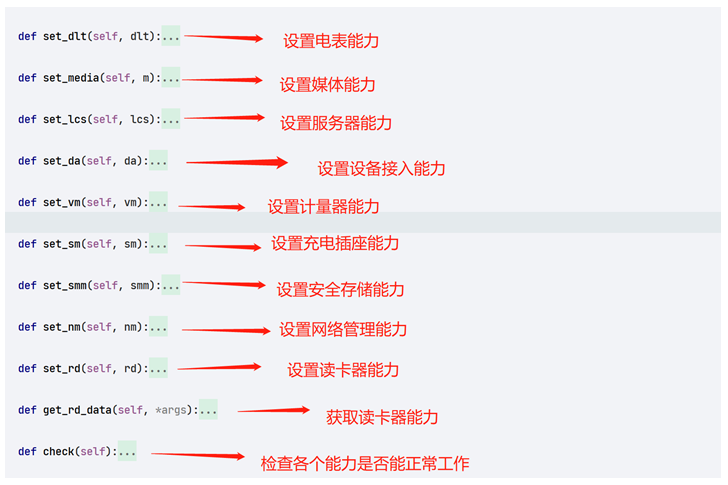 def set_dlt(self, dlt):... 设置电表能力
def set_media(self, m):... 设置媒体能力
def set_lcs(self, lcs):... 设置服务器能力
def set_da(self, da):... 设置设备接入能力
def set_vm(self, vm):... 设置计量器能力
def set_sm(self, sm):... 设置充电插座能力
def set_smm(self, smm):... 设置安全存储能力
def set_nm(self, nm):... 设置网络管理能力
def set_rd(self, rd):... 设置读卡器能力
def get_rd_data(self, *args):... 获取读卡器能力
def check(self):... 检查各个能力是否能正常工作